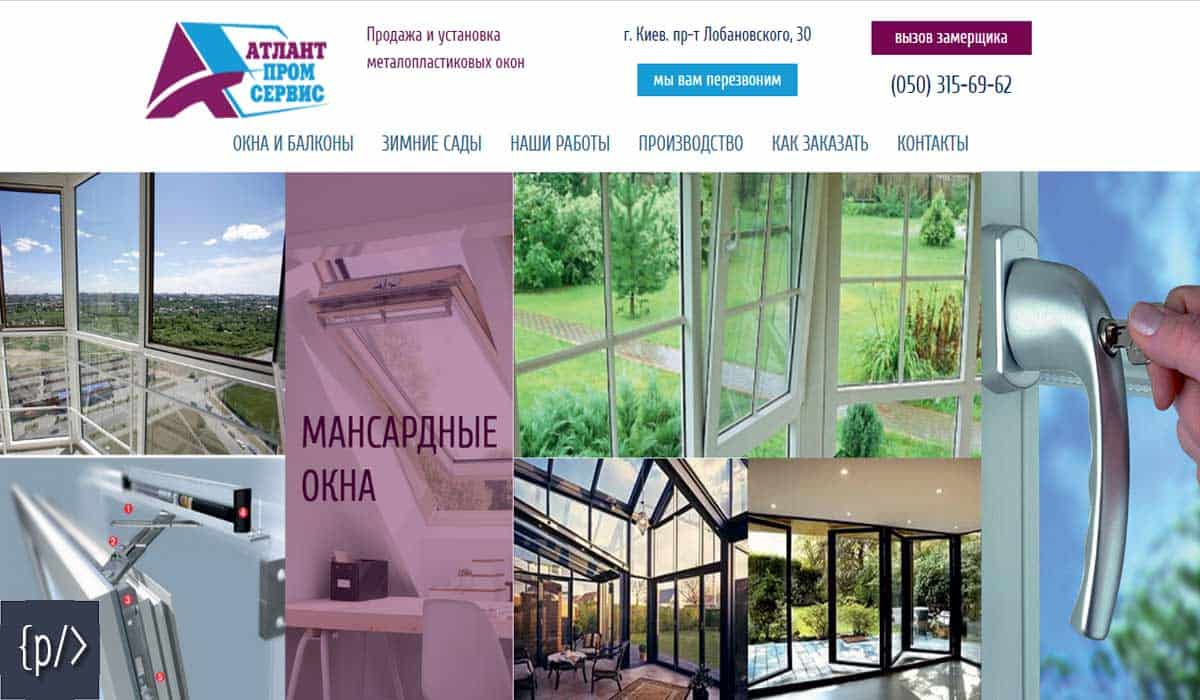 АТЛАНТ
ПРОМ
СЕРВИС
Продажа и установка
металопластиковых окон
г. Киев. пр-т Лобановского, 30
мы вам перезвоним
вызов замерщика
(050) 315-69-62
ОКНА И БАЛКОНЫ ЗИМНИЕ САДЫ НАШИ РАБОТЫ ПРОИЗВОДСТВО КАК ЗАКАЗАТЬ КОНТАКТЫ
МАНСАРДНЫЕ
ОКНА
1
2
3
4
5
{p/>